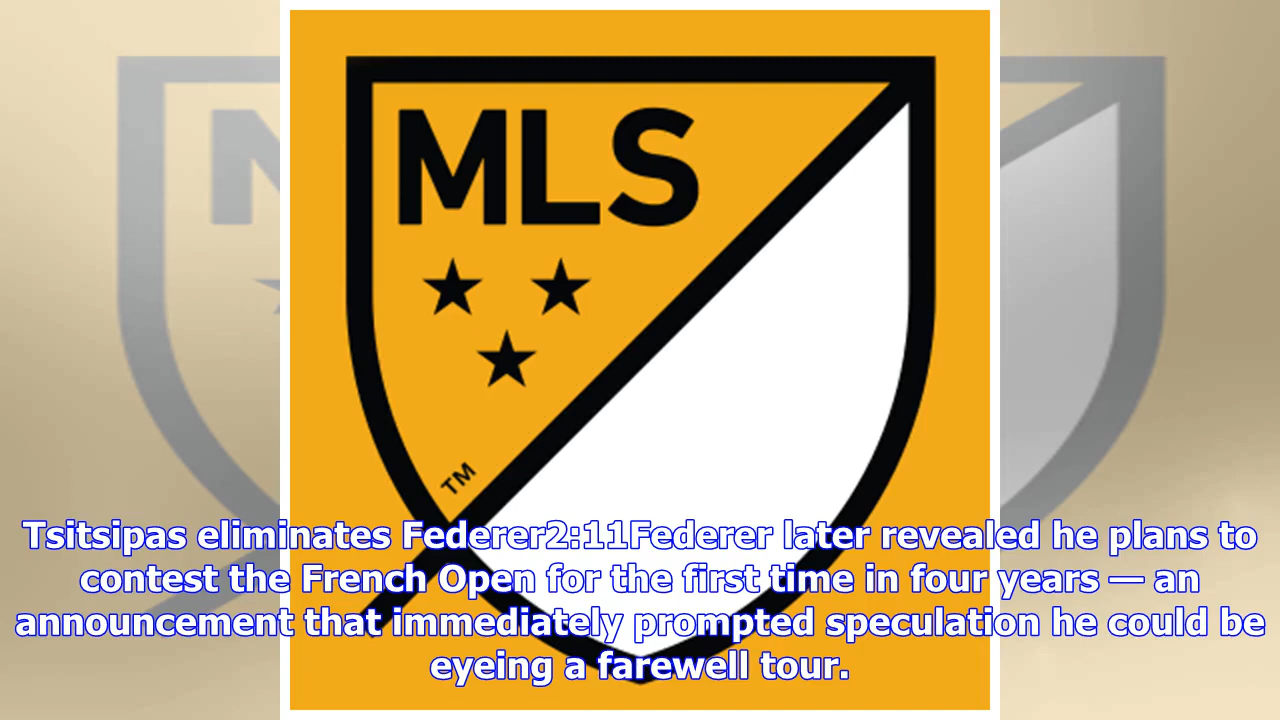 MLS
TM
Tsitsipas eliminates Federer2:11Federer later revealed he plans to
contest the French Open for the first time in four years — an
announcement that immediately prompted speculation he could be
eyeing a farewell tour.